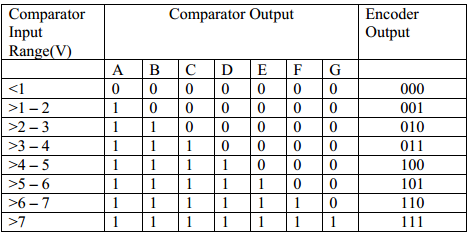 Comparator Input Range(V) Comparator Output Encoder Output
A B C D E F G
<1 0 0 0 0 0 0 0 000
>1 – 2 1 0 0 0 0 0 0 001
>2 – 3 1 1 0 0 0 0 0 010
>3 – 4 1 1 1 0 0 0 0 011
>4 – 5 1 1 1 1 0 0 0 100
>5 – 6 1 1 1 1 1 0 0 101
>6 – 7 1 1 1 1 1 1 0 110
>7 1 1 1 1 1 1 1 111